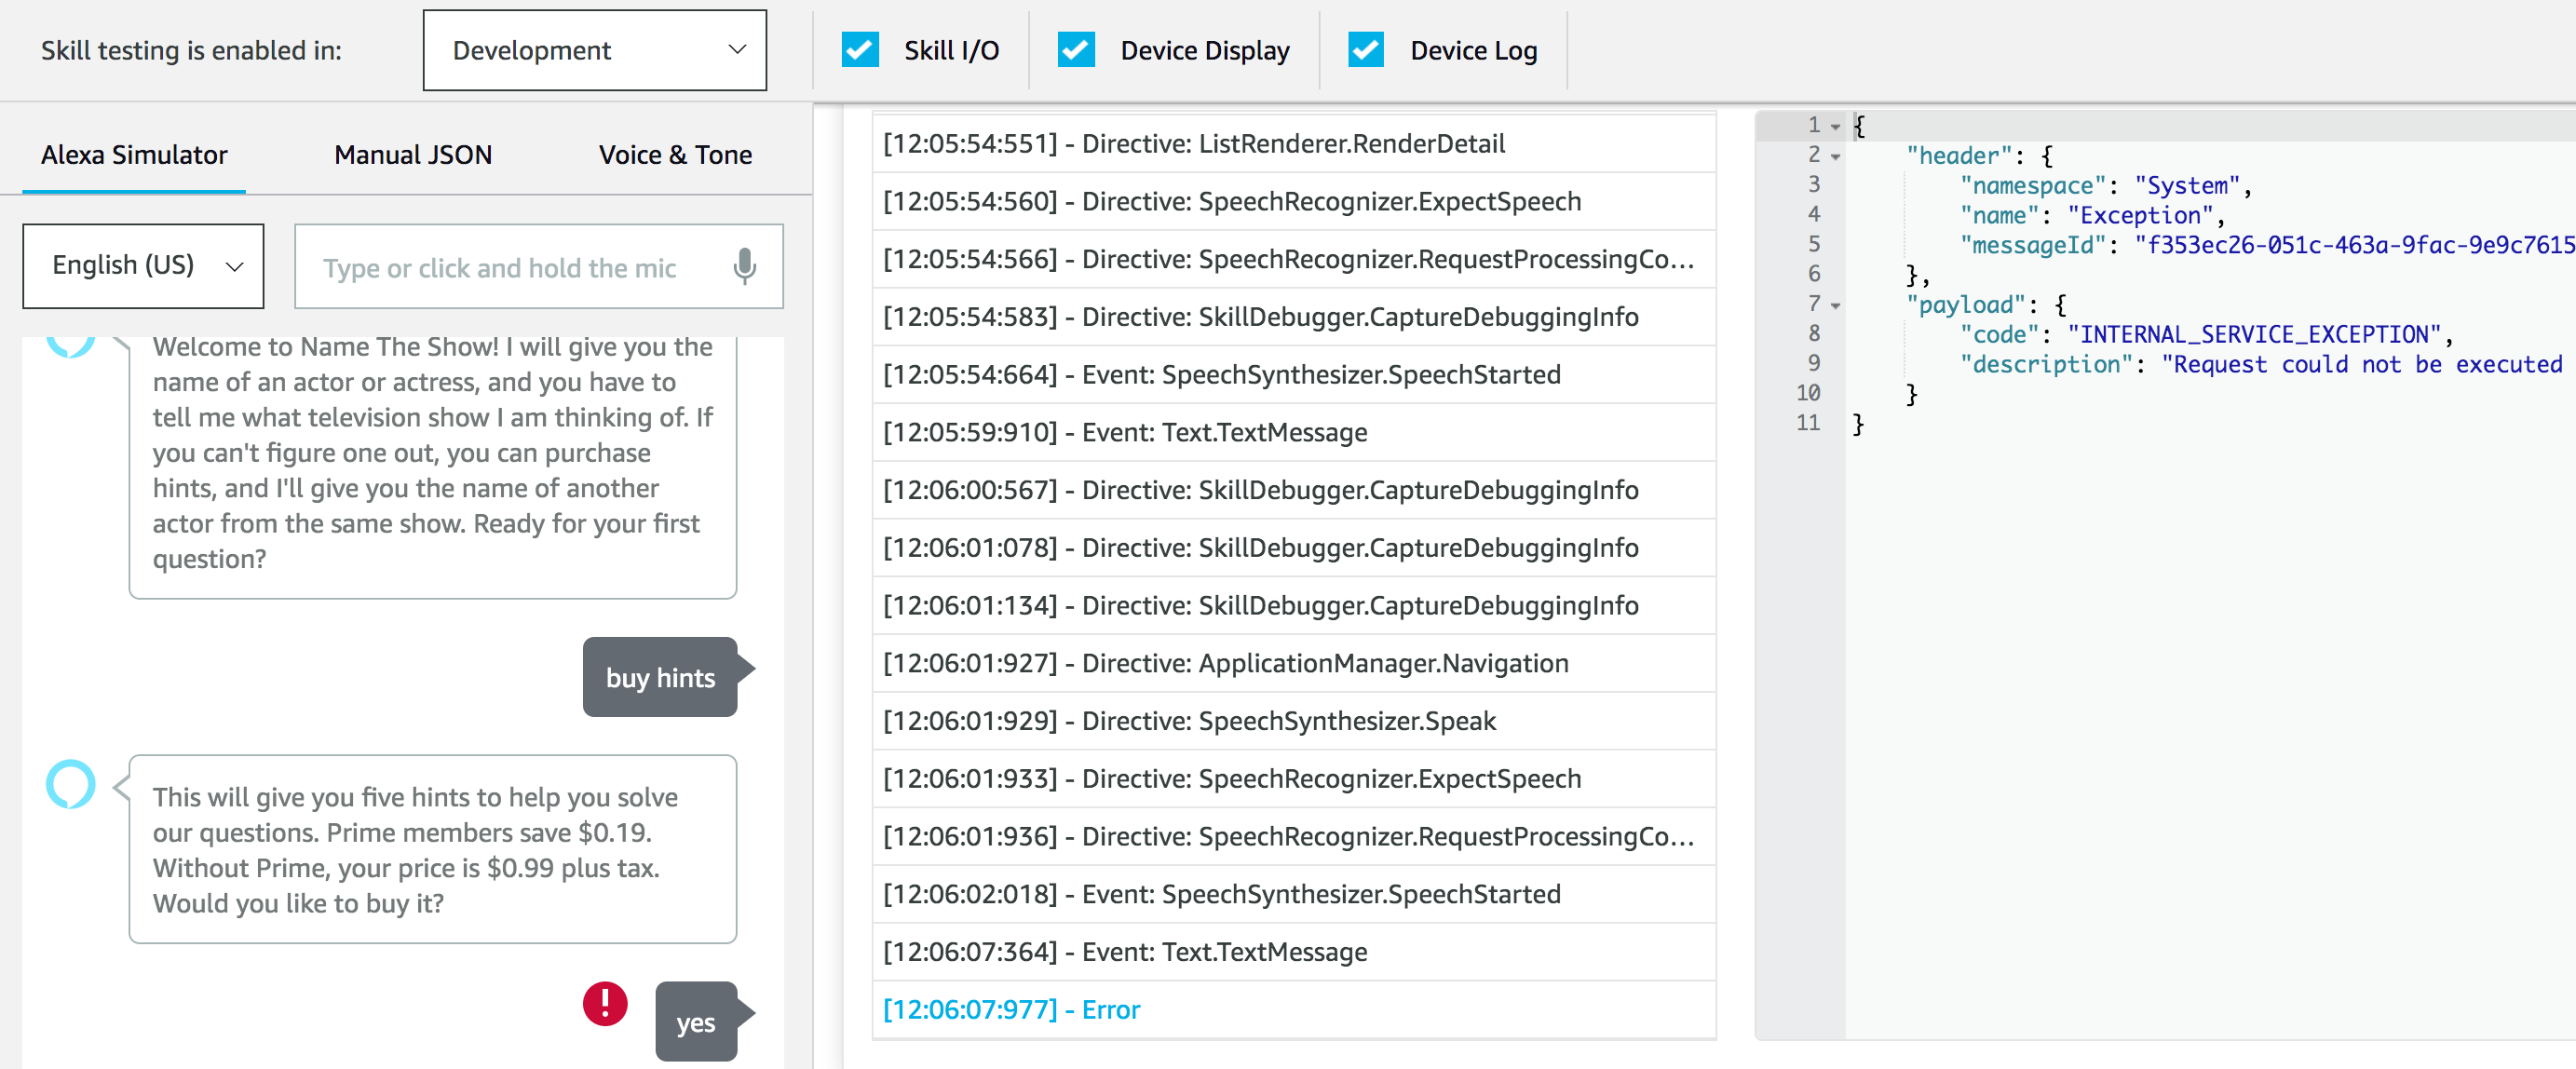 Skill testing is enabled in:
Development
Skill I/O
Device Display
Device Log
Alexa Simulator
Manual JSON
Voice & Tone
English (US)
Type or click and hold the mic
Welcome to Name The Show! I will give you the
name of an actor or actress, and you have to
tell me what television show I am thinking of. If
you can't figure one out, you can purchase
hints, and I'll give you the name of another
actor from the same show. Ready for your first
question?
buy hints
This will give you five hints to help you solve
our questions. Prime members save $0.19.
Without Prime, your price is $0.99 plus tax.
Would you like to buy it?
!
yes
[12:05:54:551] - Directive: ListRenderer.RenderDetail
[12:05:54:560] - Directive: SpeechRecognizer.ExpectSpeech
[12:05:54:566] - Directive: SpeechRecognizer.RequestProcessingCo...
[12:05:54:583] - Directive: SkillDebugger.CaptureDebuggingInfo
[12:05:54:664] - Event: SpeechSynthesizer.SpeechStarted
[12:05:59:910] - Event: Text.TextMessage
[12:06:00:567] - Directive: SkillDebugger.CaptureDebuggingInfo
[12:06:01:078] - Directive: SkillDebugger.CaptureDebuggingInfo
[12:06:01:134] - Directive: SkillDebugger.CaptureDebuggingInfo
[12:06:01:927] - Directive: ApplicationManager.Navigation
[12:06:01:929] - Directive: SpeechSynthesizer.Speak
[12:06:01:933] - Directive: SpeechRecognizer.ExpectSpeech
[12:06:01:936] - Directive: SpeechRecognizer.RequestProcessingCo...
[12:06:02:018] - Event: SpeechSynthesizer.SpeechStarted
[12:06:07:364] - Event: Text.TextMessage
[12:06:07:977] - Error
1 {
2 "header": {
3 "namespace": "System",
4 "name": "Exception",
5 "messageId": "f353ec26-051c-463a-9fac-9e9c7615
6 },
7 "payload": {
8 "code": "INTERNAL_SERVICE_EXCEPTION",
9 "description": "Request could not be executed
10 }
11 }